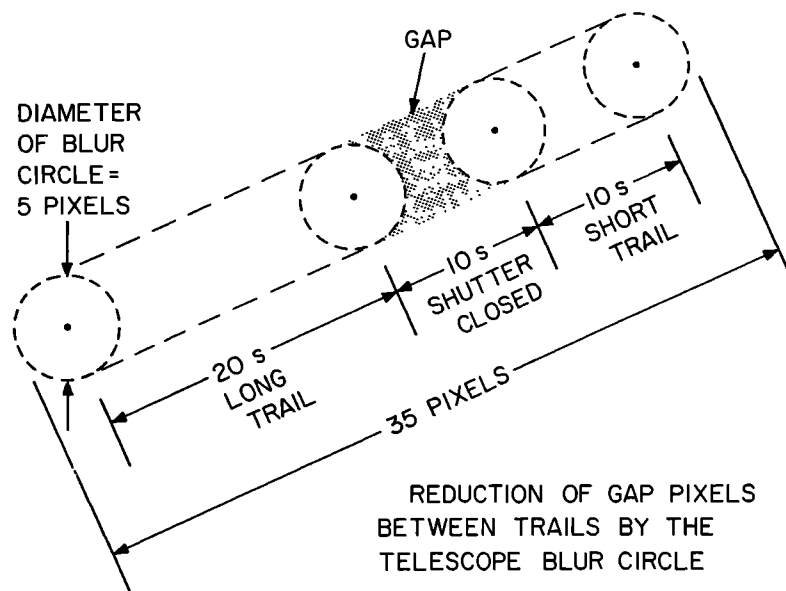 GAP
DIAMETER
OF BLUR
CIRCLE=
5 PIXELS
10 s
SHORT
TRAIL
10 s
SHUTTER
CLOSED
20 s
LONG
TRAIL
35 PIXELS
REDUCTION OF GAP PIXELS
BETWEEN TRAILS BY THE
TELESCOPE BLUR CIRCLE